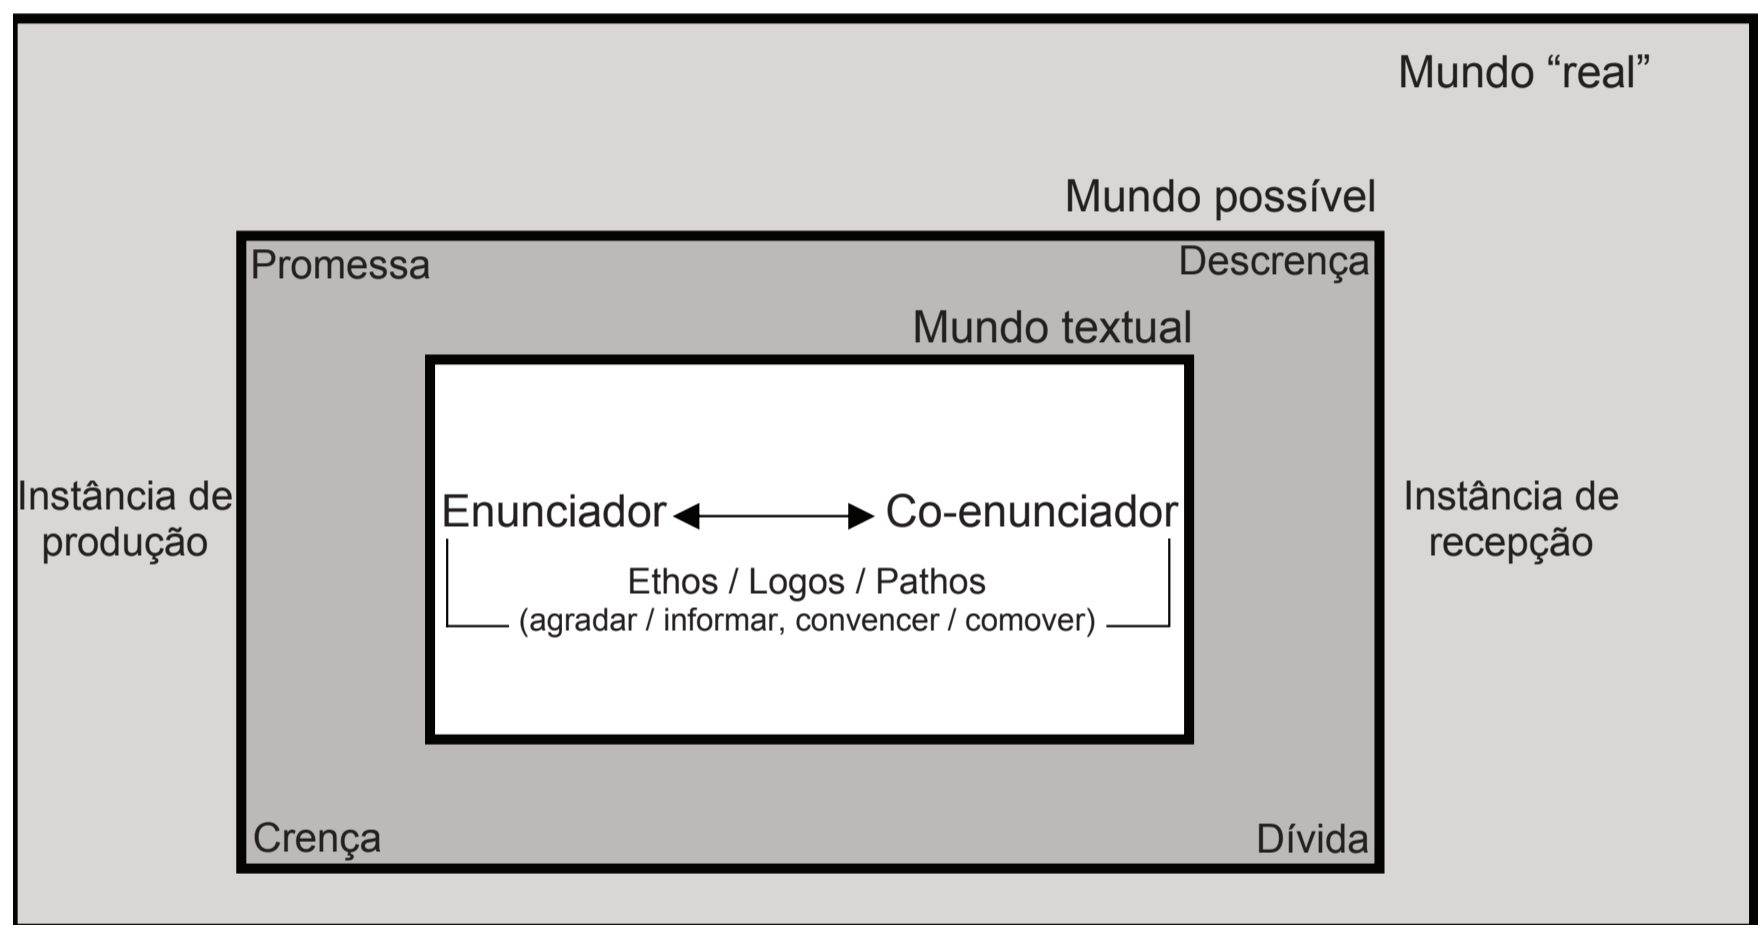 Mundo “real”
Mundo possível
Promessa
Descrença
Mundo textual
Instância de
produção
Enunciador
Co-enunciador
Instância de
recepção
Ethos / Logos / Pathos
(agradar / informar, convencer / comover)
Crença
Dívida